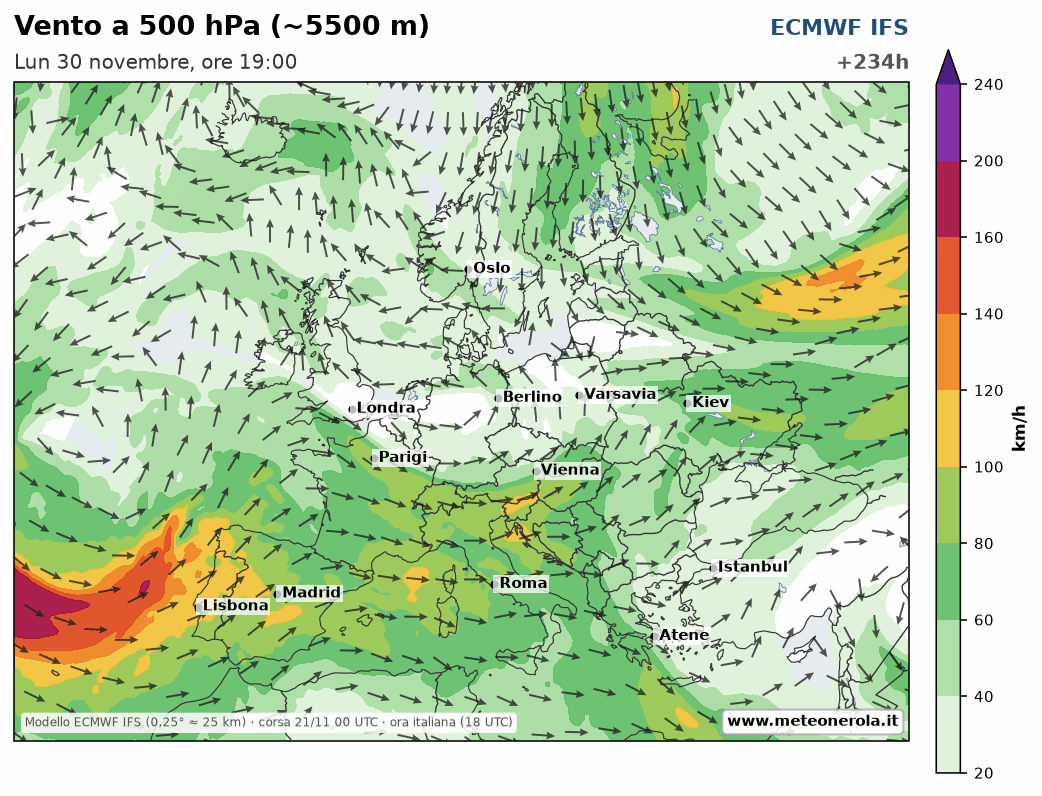 Vento a 500 hPa (~5500 m)
ECMWF IFS
Lun 30 novembre, ore 19:00
+234h
240
200
160
140
120
100
80
60
40
20
km/h
Oslo
Londra
Berlino
Varsavia
Kiev
Parigi
Vienna
Istanbul
Madrid
Roma
Lisbona
Atene
Modello ECMWF IFS (0,25° ≈ 25 km) · corsa 21/11 00 UTC · ora italiana (18 UTC)
www.meteonerola.it